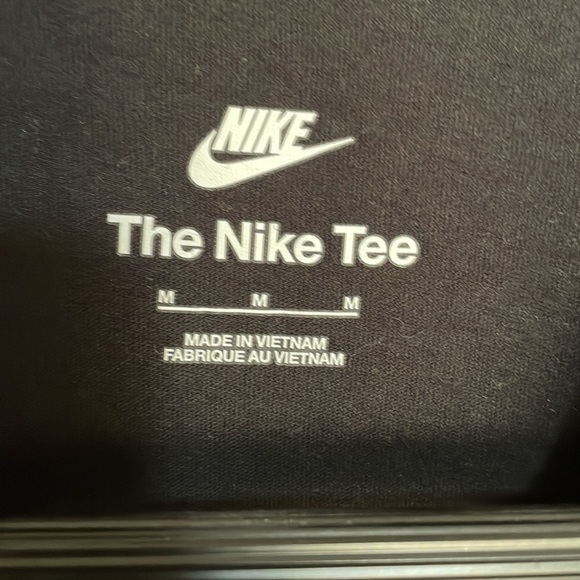 NIKE
The Nike Tee
M M M
MADE IN VIETNAM
FABRIQUE AU VIETNAM